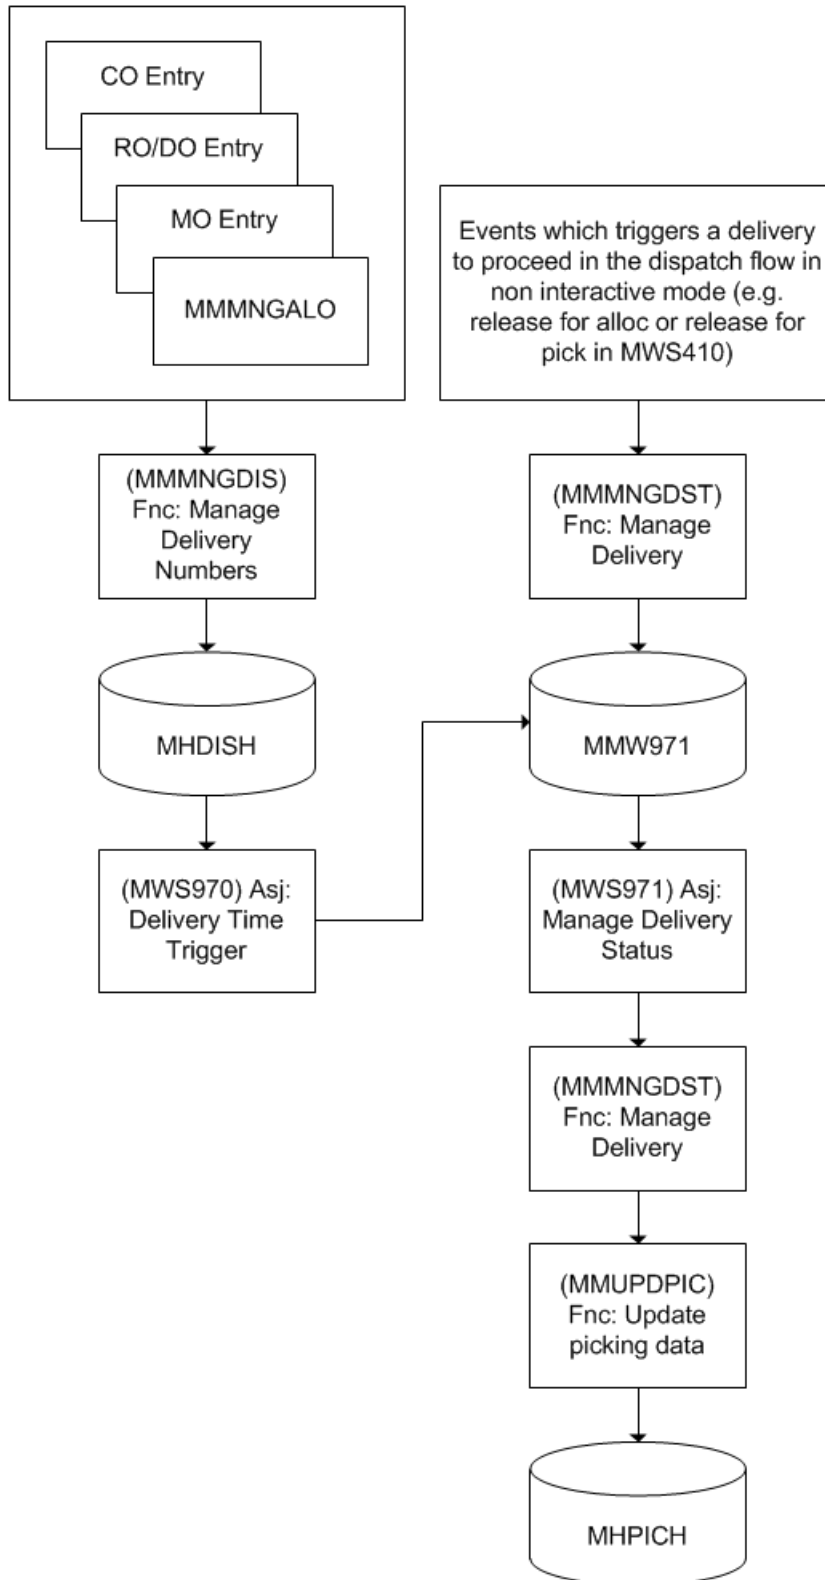 CO Entry
RO/DO Entry
MO Entry
MMMNGALO
Events which triggers a delivery
to proceed in the dispatch flow in
non interactive mode (e.g.
release for alloc or release for
pick in MWS410)
(MMMNGDIS)
Fnc: Manage
Delivery
Numbers
(MMMNGDST)
Fnc: Manage
Delivery
MHDISH
MMW971
(MWS970) Asj:
Delivery Time
Trigger
(MWS971) Asj:
Manage Delivery
Status
(MMMNGDST)
Fnc: Manage
Delivery
(MMUPDPIC)
Fnc: Update
picking data
MHPICH